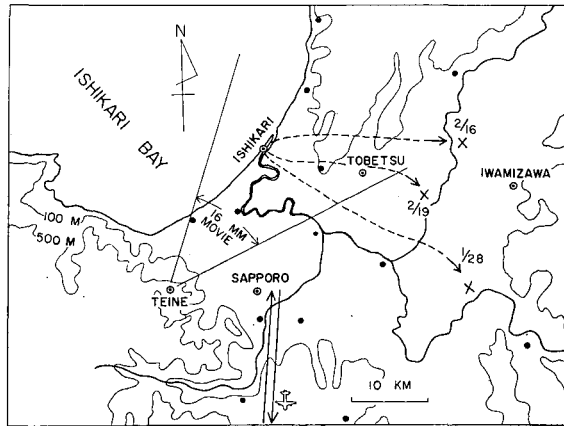 N
ISHIKARI BAY
ISHIKARI
2/16
TOBETSU
IWAMIZAWA
2/19
100 M
500 M
16 MM
MOVIE
1/28
SAPPORO
TEINE
10 KM